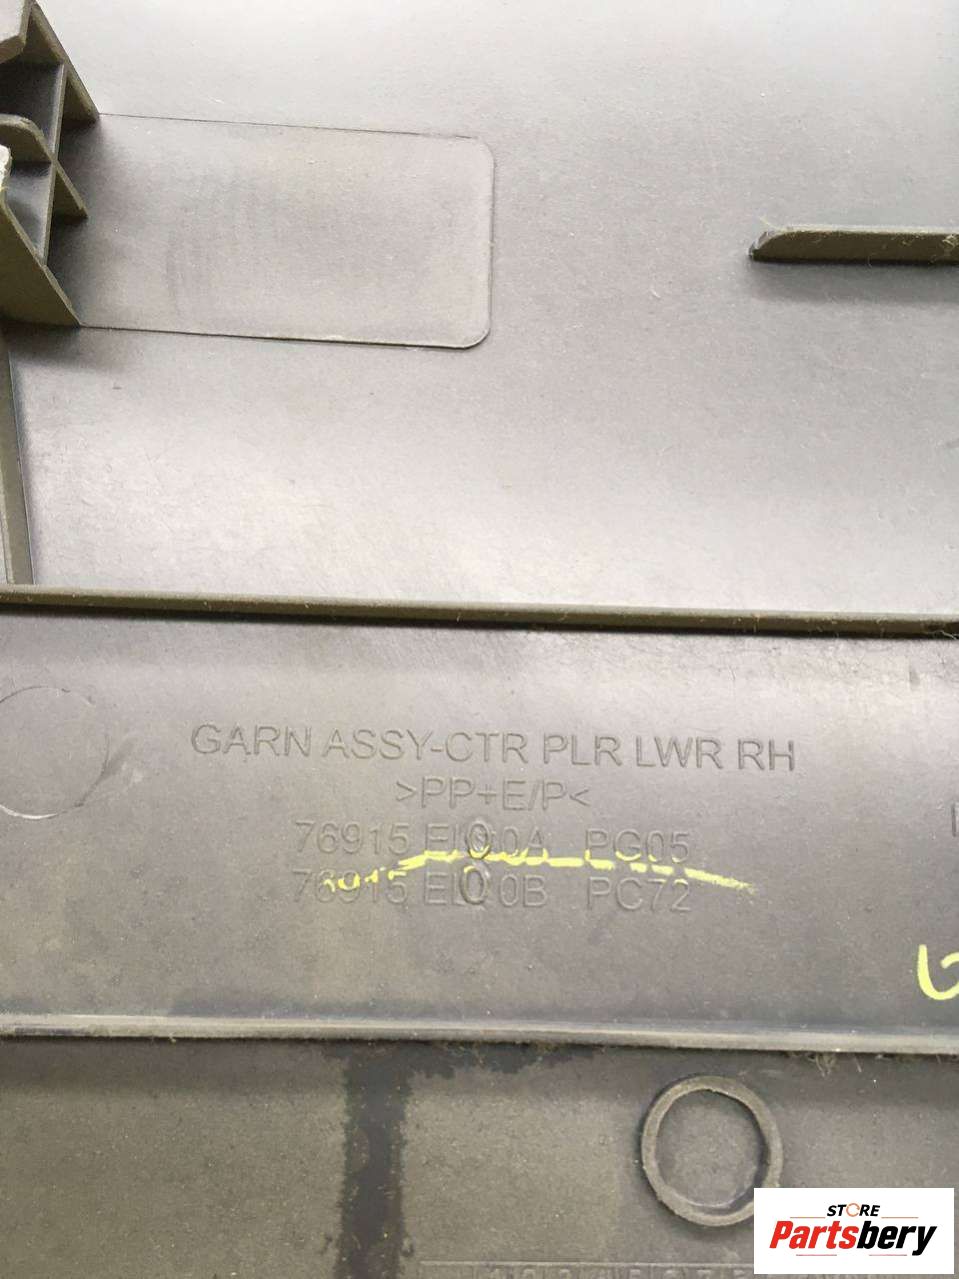 GARN ASSY-CTR PLR LWR RH
>PP+E/P<
76915 EL00A PG05
76915 EL00B PC72
STORE
Partsbery